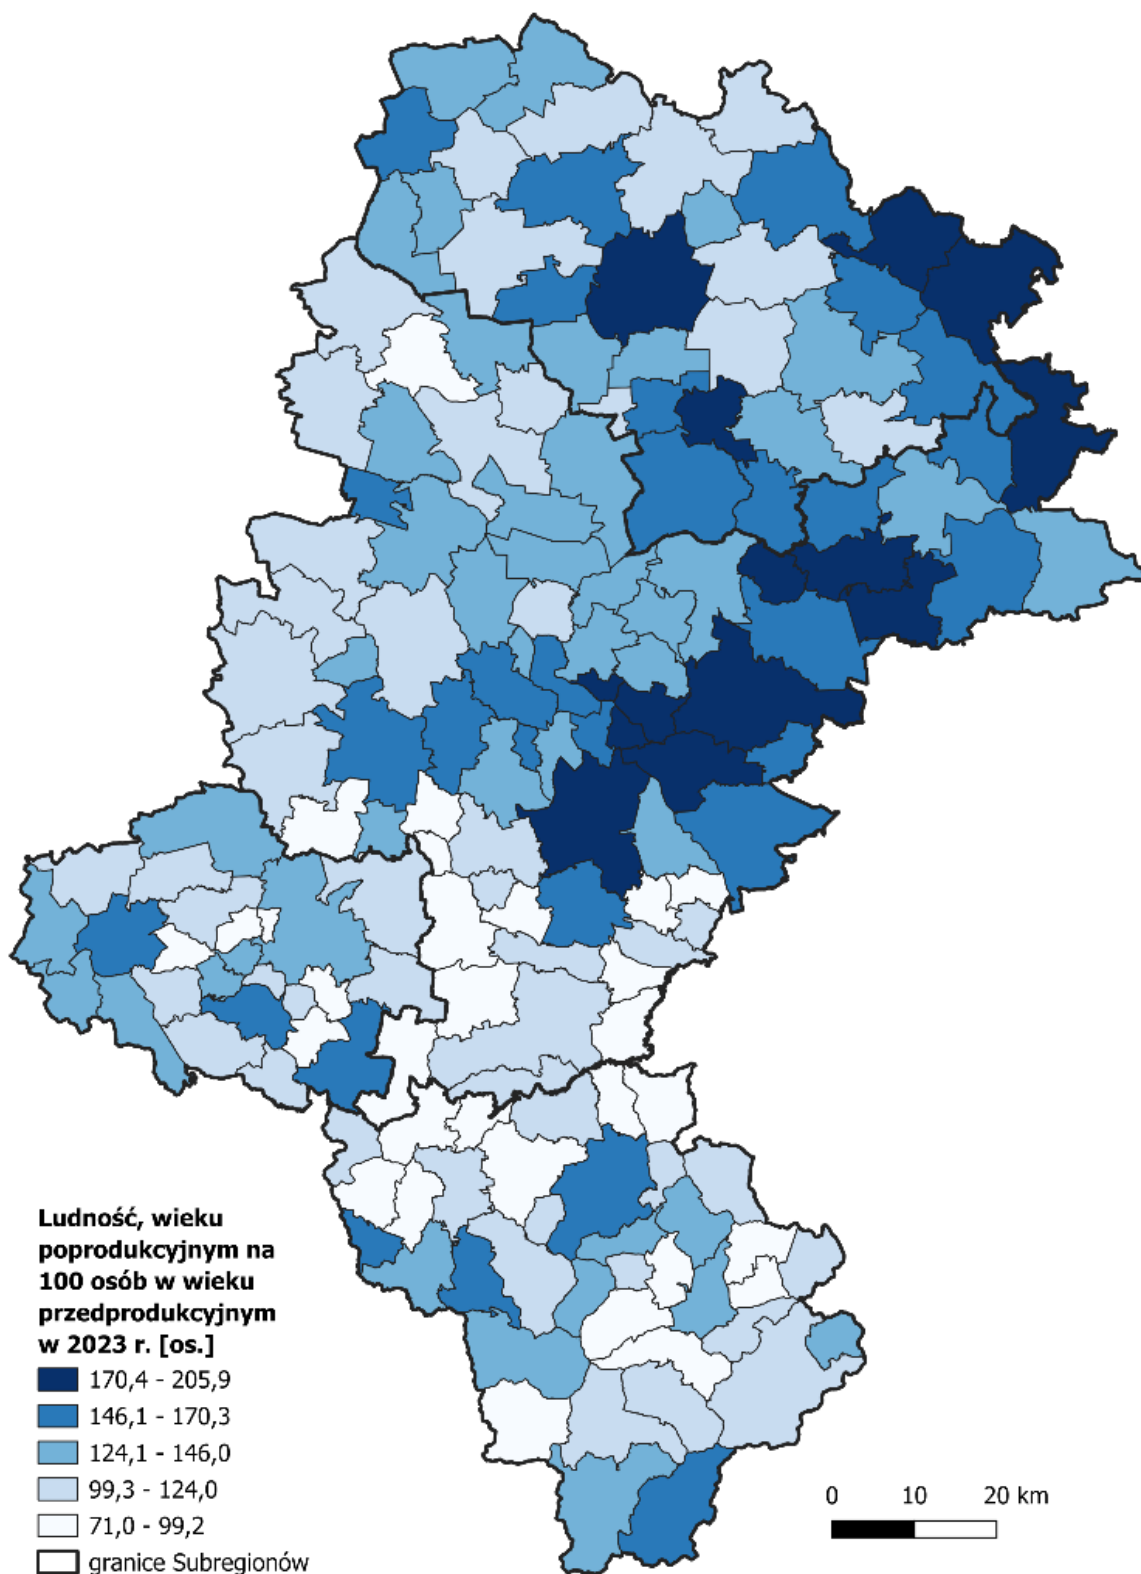 Ludność, wieku
poprodukcyjnym na
100 osób w wieku
przedprodukcyjnym
w 2023 r. [os.]
170,4 - 205,9
146,1 - 170,3
124,1 - 146,0
99,3 - 124,0
71,0 - 99,2
granice Subregionów
0 10 20 km